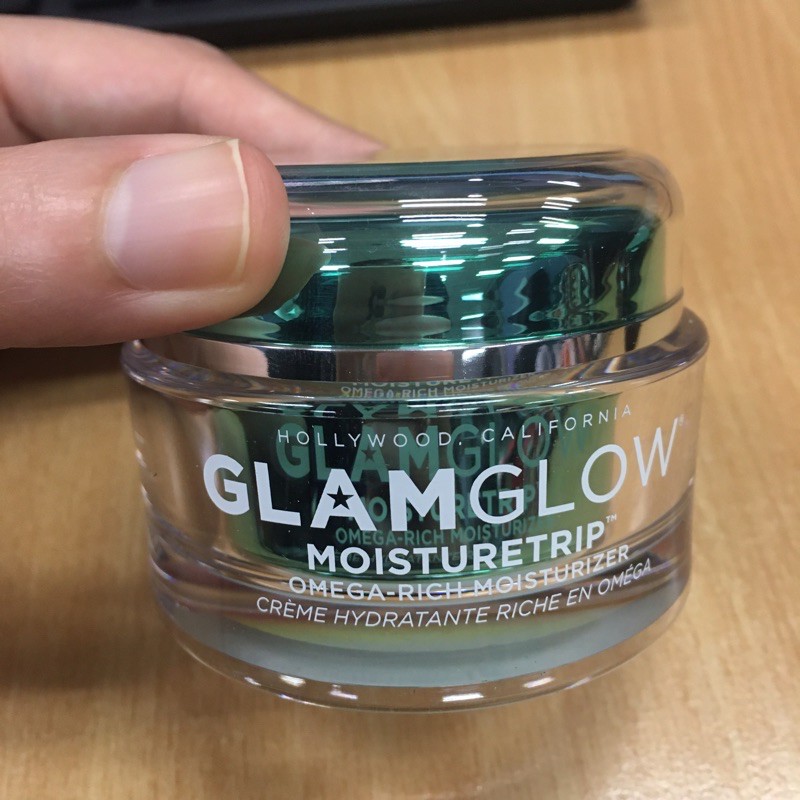 HOLLYWOOD, CALIFORNIA
GLAMGLOW®
MOISTURETRIP™
OMEGA-RICH MOISTURIZER
CRÈME HYDRATANTE RICHE EN OMÉGA